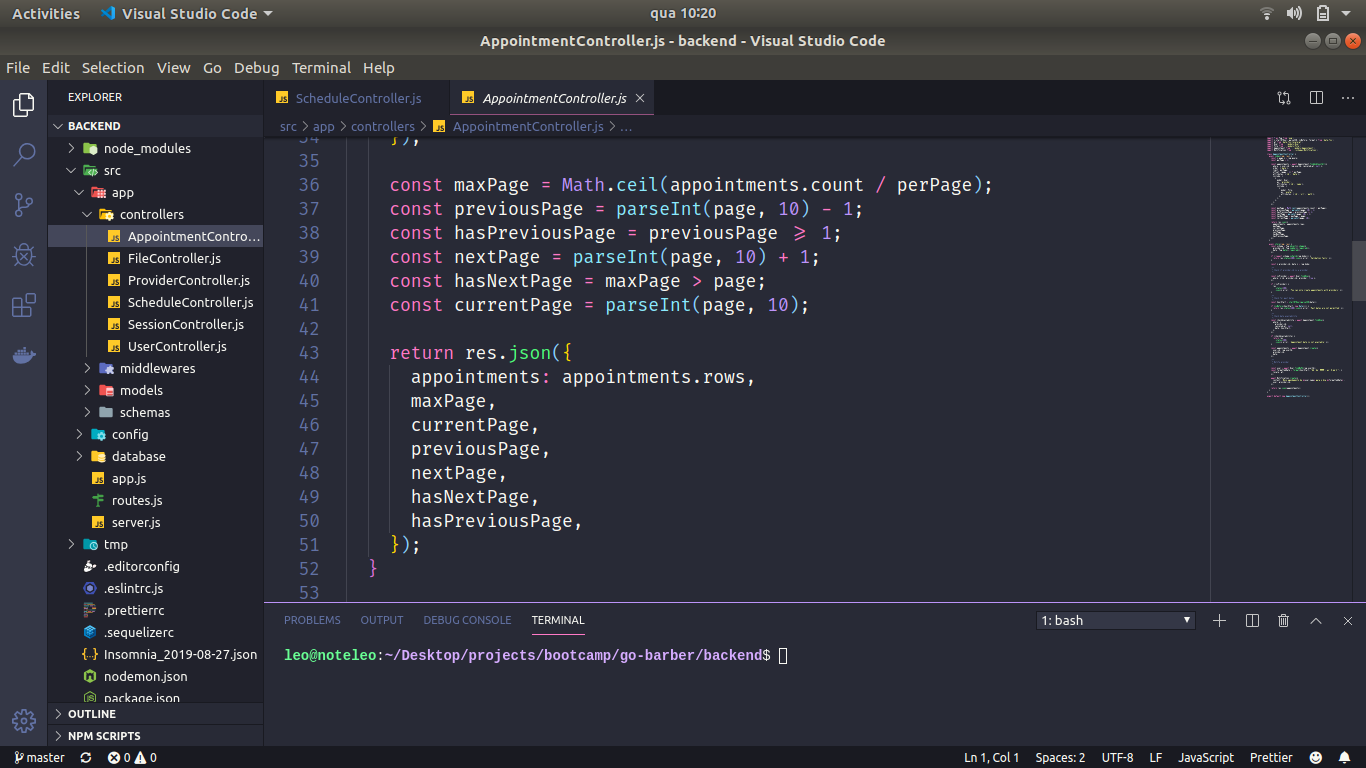 Activities Visual Studio Code qua 10:20
AppointmentController.js - backend - Visual Studio Code
File Edit Selection View Go Debug Terminal Help
EXPLORER
BACKEND
node_modules
src
app
controllers
AppointmentContro...
FileController.js
ProviderController.js
ScheduleController.js
SessionController.js
UserController.js
middlewares
models
schemas
config
database
app.js
routes.js
server.js
tmp
.editorconfig
.eslintrc.js
.prettierrc
.sequelizerc
Insomnia_2019-08-27.json
nodemon.json
package.json
OUTLINE
NPM SCRIPTS
ScheduleController.js AppointmentController.js
src > app > controllers > AppointmentController.js > ...
34 });
35
36 const maxPage = Math.ceil(appointments.count / perPage);
37 const previousPage = parseInt(page, 10) - 1;
38 const hasPreviousPage = previousPage ⩾ 1;
39 const nextPage = parseInt(page, 10) + 1;
40 const hasNextPage = maxPage > page;
41 const currentPage = parseInt(page, 10);
42
43 return res.json({
44 appointments: appointments.rows,
45 maxPage,
46 currentPage,
47 previousPage,
48 nextPage,
49 hasNextPage,
50 hasPreviousPage,
51 });
52 }
53
PROBLEMS OUTPUT DEBUG CONSOLE TERMINAL 1: bash
leo@noteleo:~/Desktop/projects/bootcamp/go-barber/backend$
master 0 0 Ln 1, Col 1 Spaces: 2 UTF-8 LF JavaScript Prettier